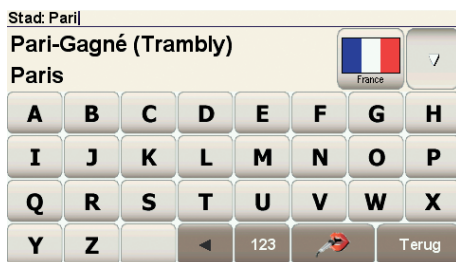 Stad: Pari
Pari-Gagné (Trambly)
Paris
France
A B C D E F G H
I J K L M N O P
Q R S T U V W X
Y Z 123 Terug